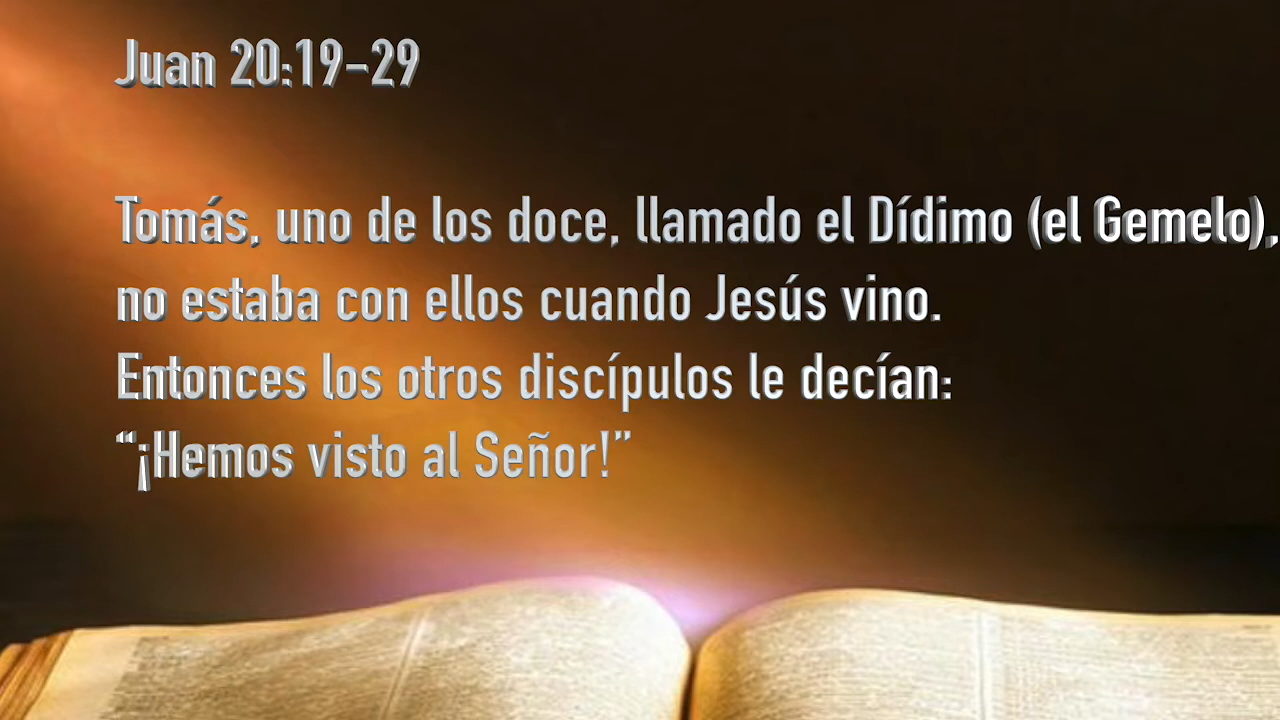 Juan 20:19-29
Tomás, uno de los doce, llamado el Dídimo (el Gemelo),
no estaba con ellos cuando Jesús vino.
Entonces los otros discípulos le decían:
“¡Hemos visto al Señor!”